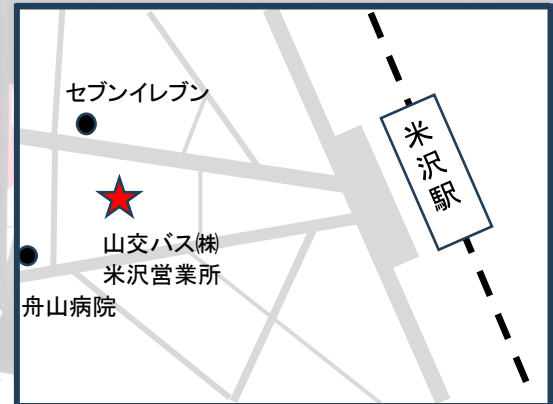 セブンイレブン
米沢駅
山交バス㈱
米沢営業所
舟山病院